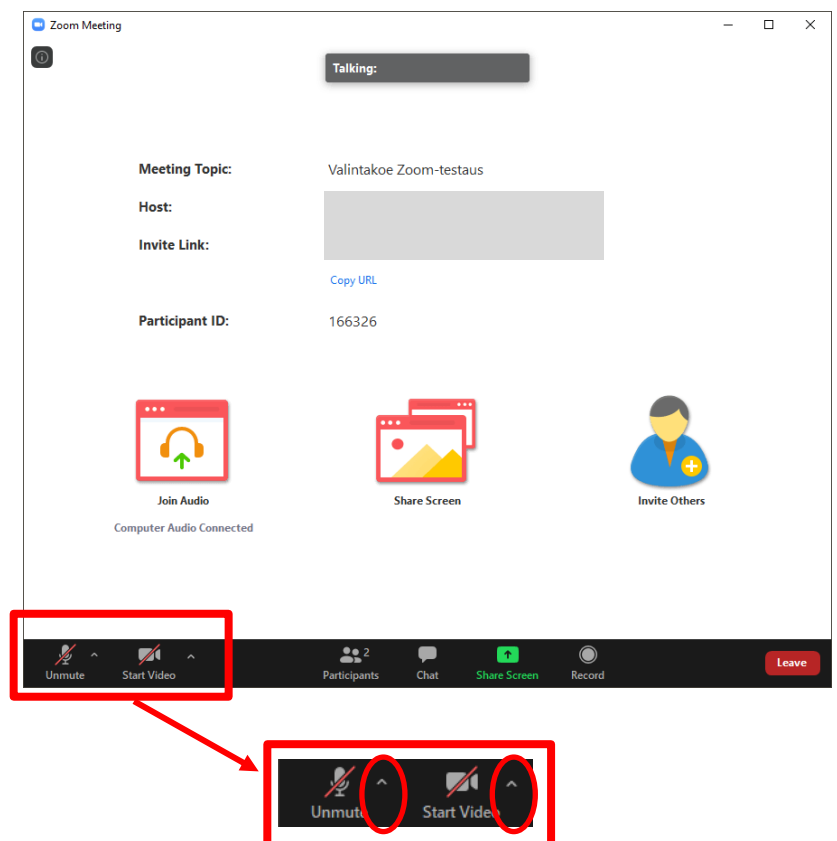 Zoom Meeting
Talking:
Meeting Topic: Valintakoe Zoom-testaus
Host:
Invite Link:
Copy URL
Participant ID: 166326
Join Audio Share Screen Invite Others
Computer Audio Connected
2
Unmute Start Video Participants Chat Share Screen Record Leave
Unmute Start Video